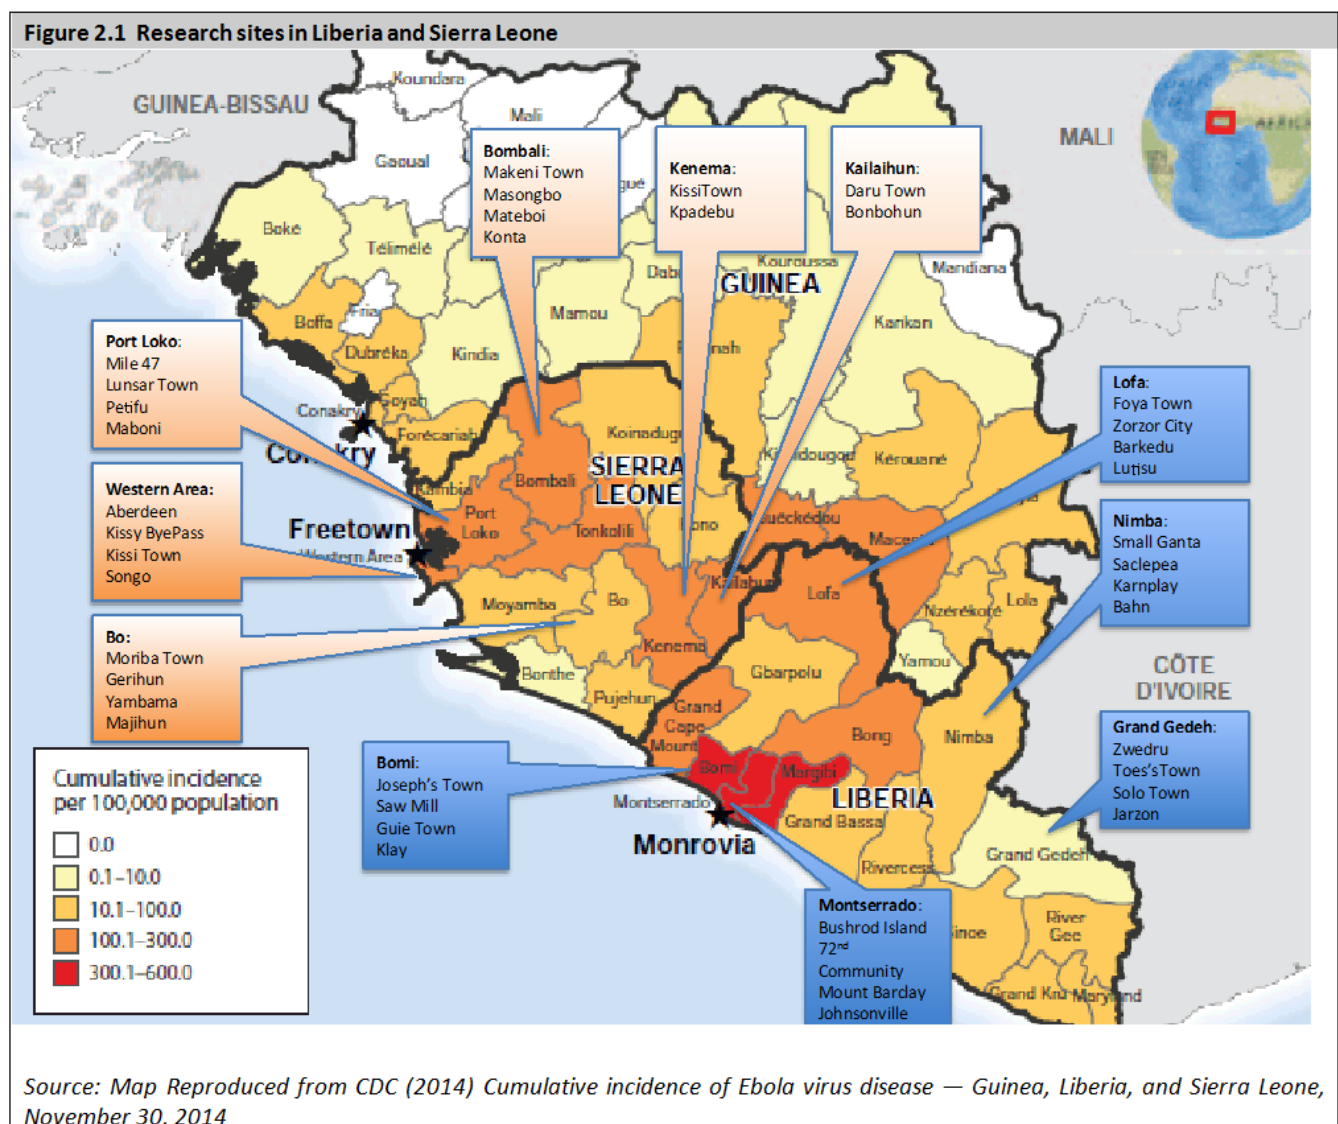 Figure 2.1 Research sites in Liberia and Sierra Leone
Koundara
GUINEA-BISSAU
Mali
MALI
AFRICA
Gaoual
Bombali:
Makeni Town
Masongbo
Mateboi
Konta
Kenema:
KissiTown
Kpadebu
Kailaihun:
Daru Town
Bonbohun
Boké
Télimélé
Kouroussa
GUINEA
Mandiana
Mamou
Kankan
Boffa
Fria
Dubréka
Kindia
Port Loko:
Mile 47
Lunsar Town
Petifu
Maboni
Conakry
Conakry
Forécariah
Koinadugu
SIERRA
LEONE
Kérouané
Lofa:
Foya Town
Zorzor City
Barkedu
Lutisu
Western Area:
Aberdeen
Kissy ByePass
Kissi Town
Songo
Kambia
Bombali
Port
Loko
Tonkolili
Kono
Freetown
Western Area
Nimba:
Small Ganta
Saclepea
Karnplay
Bahn
Kailahun
Lofa
Moyamba
Bo
Nzérékoré
Lola
Bo:
Moriba Town
Gerihun
Yambama
Majihun
Kenema
Bonthe
Pujehun
Gbarpolu
Yamou
CÔTE
D'IVOIRE
Grand
Cape
Mount
Bong
Nimba
Grand Gedeh:
Zwedru
Toes'sTown
Solo Town
Jarzon
Bomi:
Joseph's Town
Saw Mill
Guie Town
Klay
Bomi
Margibi
Montserrado
LIBERIA
Monrovia
Grand Bassa
Rivercess
Grand Gedeh
Cumulative incidence
per 100,000 population
0.0
0.1–10.0
10.1–100.0
100.1–300.0
300.1–600.0
Montserrado:
Bushrod Island
72nd
Community
Mount Barclay
Johnsonville
River
Gee
Grand Kru
Maryland
Source: Map Reproduced from CDC (2014) Cumulative incidence of Ebola virus disease — Guinea, Liberia, and Sierra Leone,
November 30, 2014